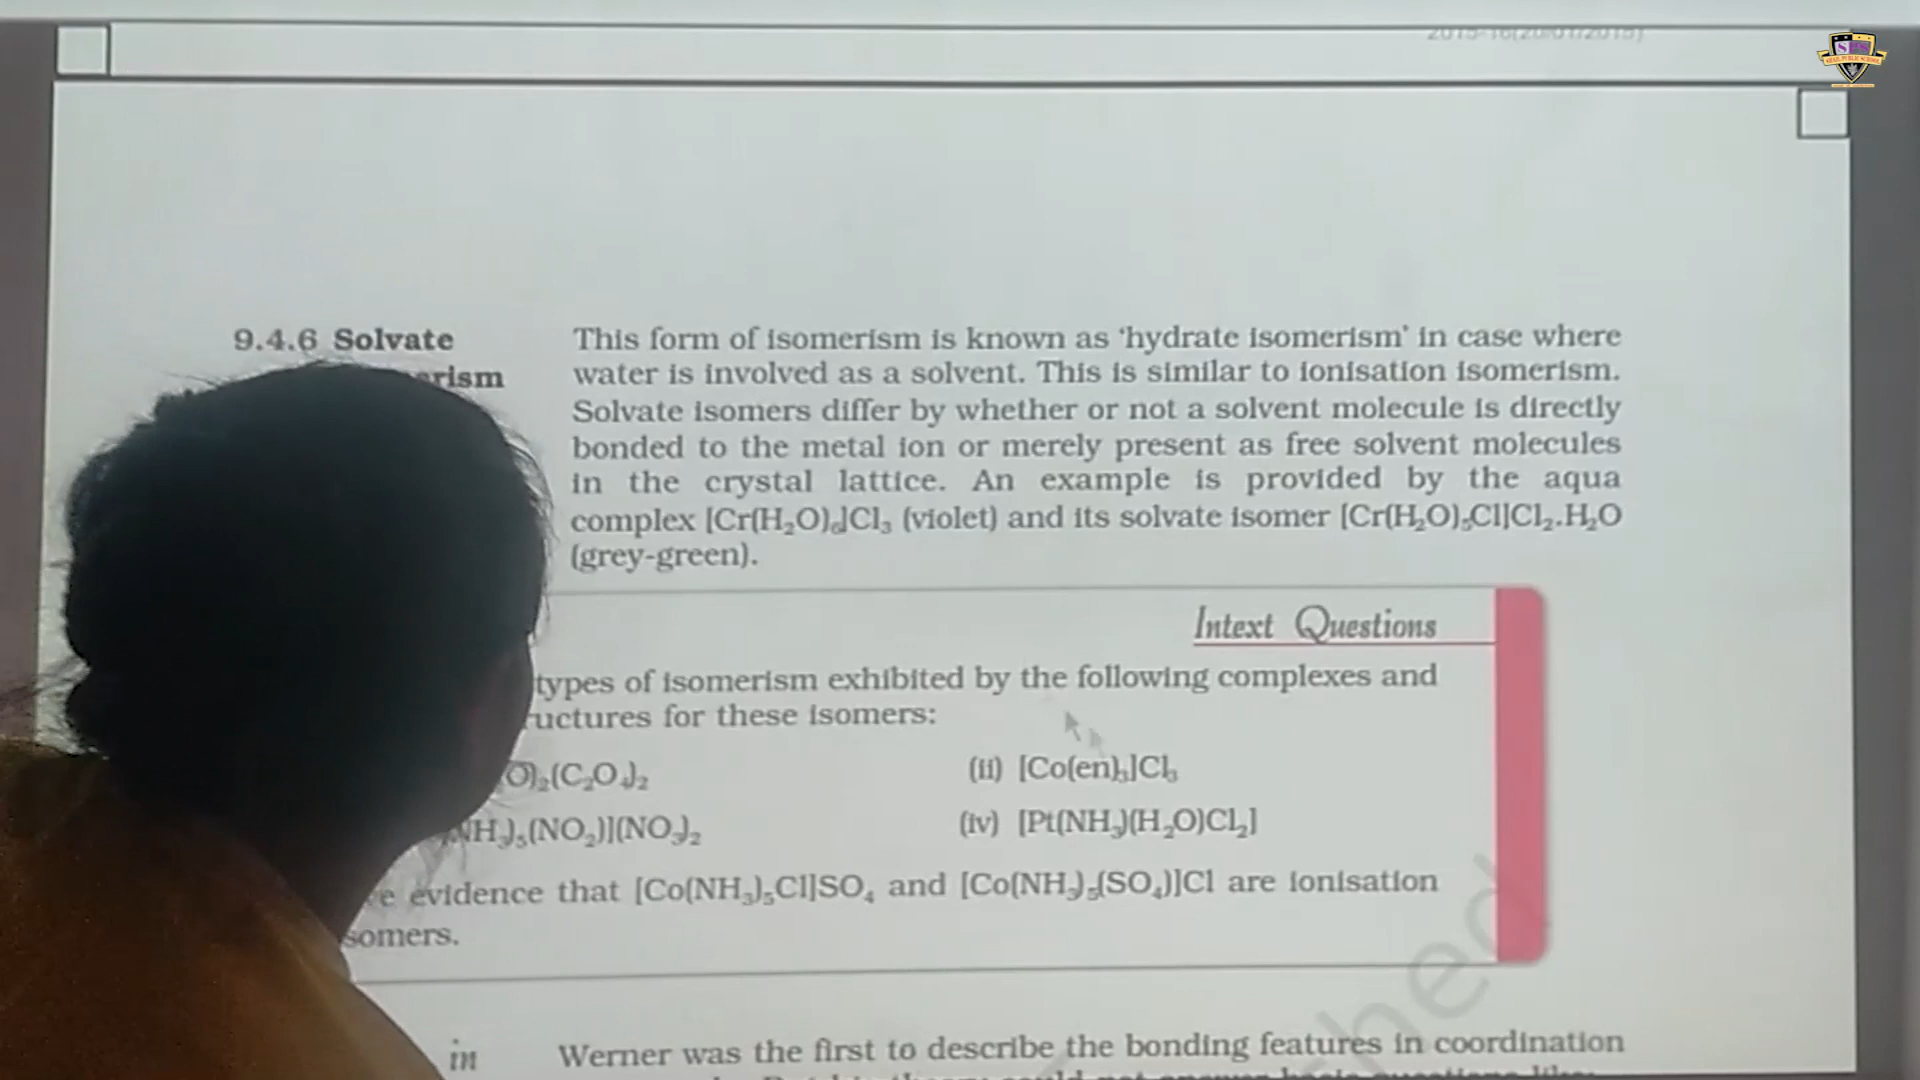 2015-16(20/01/2015)
9.4.6 Solvate
This form of isomerism is known as 'hydrate isomerism' in case where
water is involved as a solvent. This is similar to ionisation isomerism.
Solvate isomers differ by whether or not a solvent molecule is directly
bonded to the metal ion or merely present as free solvent molecules
in the crystal lattice. An example is provided by the aqua
complex [Cr(H₂O)₆]Cl₃ (violet) and its solvate isomer [Cr(H₂O)₅Cl]Cl₂.H₂O
(grey-green).
Intext Questions
types of isomerism exhibited by the following complexes and
for these isomers:
O)₂(C₂O₄)₂
(ii) [Co(en)₃]Cl₃
NH₃)₅(NO₂)](NO₃)₂
(iv) [Pt(NH₃)(H₂O)Cl₂]
evidence that [Co(NH₃)₅Cl]SO₄ and [Co(NH₃)₅(SO₄)]Cl are ionisation
somers.
in
Werner was the first to describe the bonding features in coordination